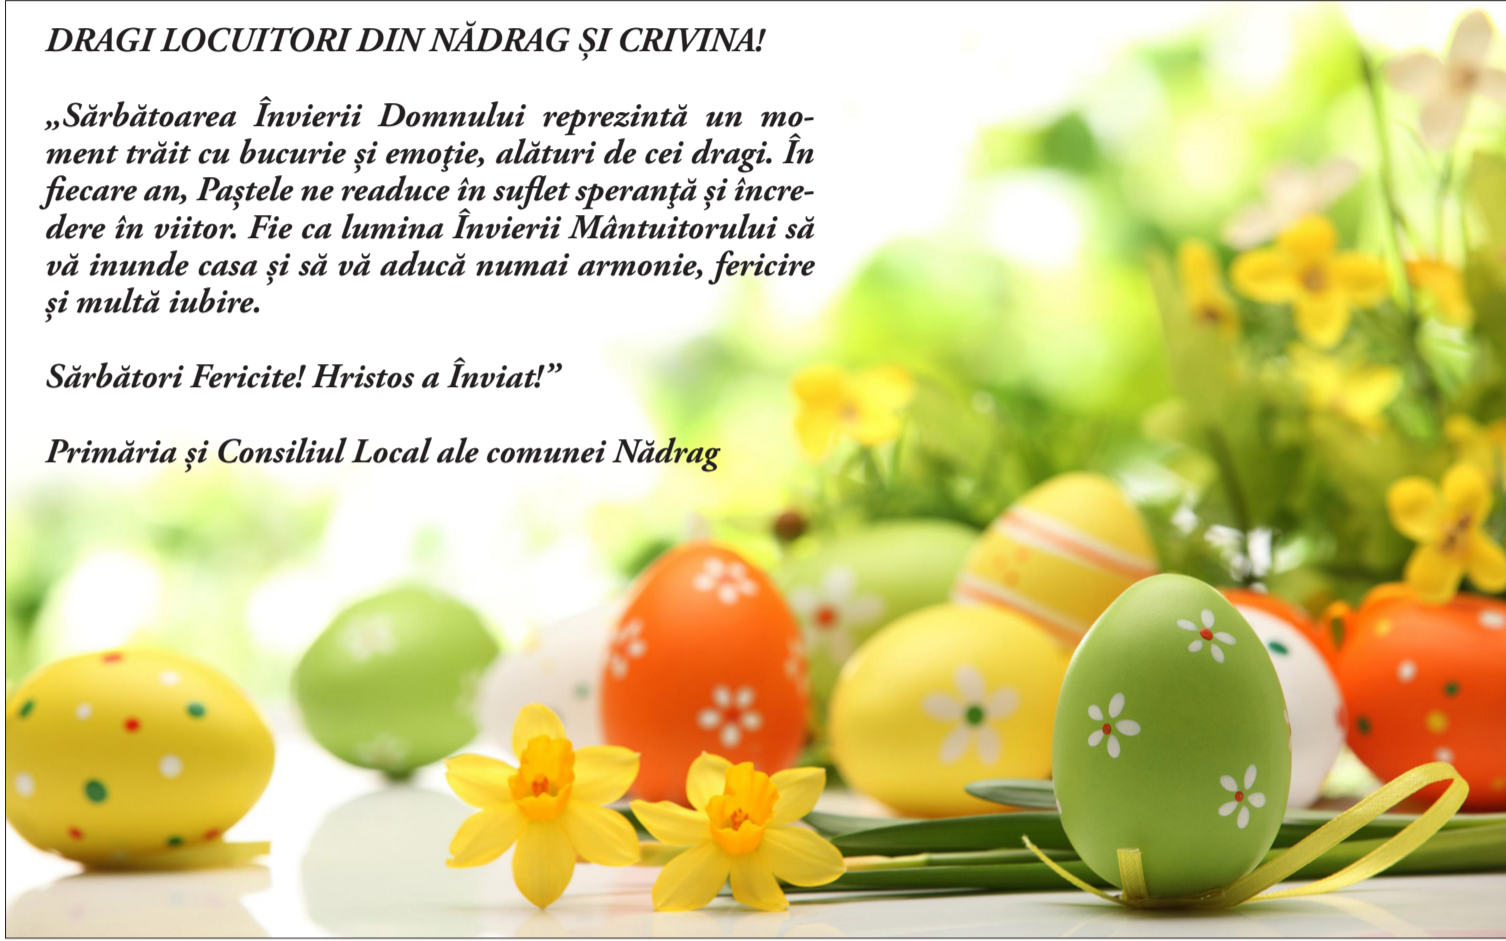 DRAGI LOCUITORI DIN NĂDRAG ȘI CRIVINA!
„Sărbătoarea Învierii Domnului reprezintă un mo-
ment trăit cu bucurie și emoţie, alături de cei dragi. În
fiecare an, Paștele ne readuce în suflet speranţă și încre-
dere în viitor. Fie ca lumina Învierii Mântuitorului să
vă inunde casa și să vă aducă numai armonie, fericire
și multă iubire.
Sărbători Fericite! Hristos a Înviat!”
Primăria și Consiliul Local ale comunei Nădrag